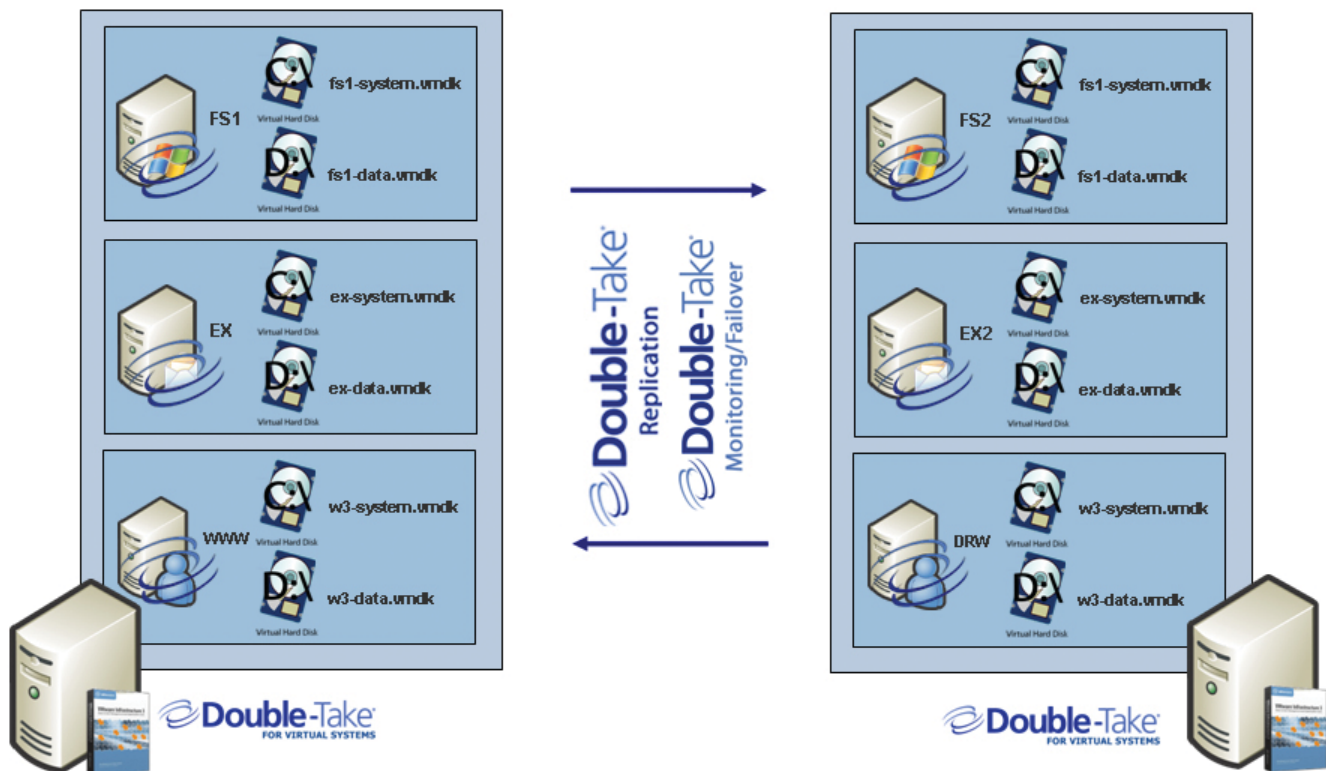 C:\
fs1-system.vmdk
Virtual Hard Disk
FS1
D:\
fs1-data.vmdk
Virtual Hard Disk
C:\
ex-system.vmdk
Virtual Hard Disk
EX
D:\
ex-data.vmdk
Virtual Hard Disk
C:\
w3-system.vmdk
Virtual Hard Disk
WWW
D:\
w3-data.vmdk
Virtual Hard Disk
Double-Take
FOR VIRTUAL SYSTEMS
Double-Take
Replication
Double-Take
Monitoring/Failover
C:\
fs1-system.vmdk
Virtual Hard Disk
FS2
D:\
fs1-data.vmdk
Virtual Hard Disk
C:\
ex-system.vmdk
Virtual Hard Disk
EX2
D:\
ex-data.vmdk
Virtual Hard Disk
C:\
w3-system.vmdk
Virtual Hard Disk
DRW
D:\
w3-data.vmdk
Virtual Hard Disk
Double-Take
FOR VIRTUAL SYSTEMS